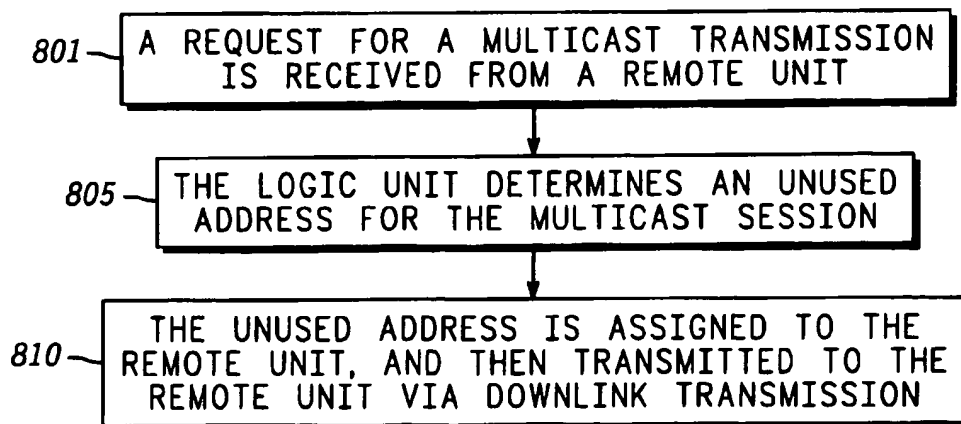 801
A REQUEST FOR A MULTICAST TRANSMISSION
IS RECEIVED FROM A REMOTE UNIT
805
THE LOGIC UNIT DETERMINES AN UNUSED
ADDRESS FOR THE MULTICAST SESSION
810
THE UNUSED ADDRESS IS ASSIGNED TO THE
REMOTE UNIT, AND THEN TRANSMITTED TO THE
REMOTE UNIT VIA DOWNLINK TRANSMISSION